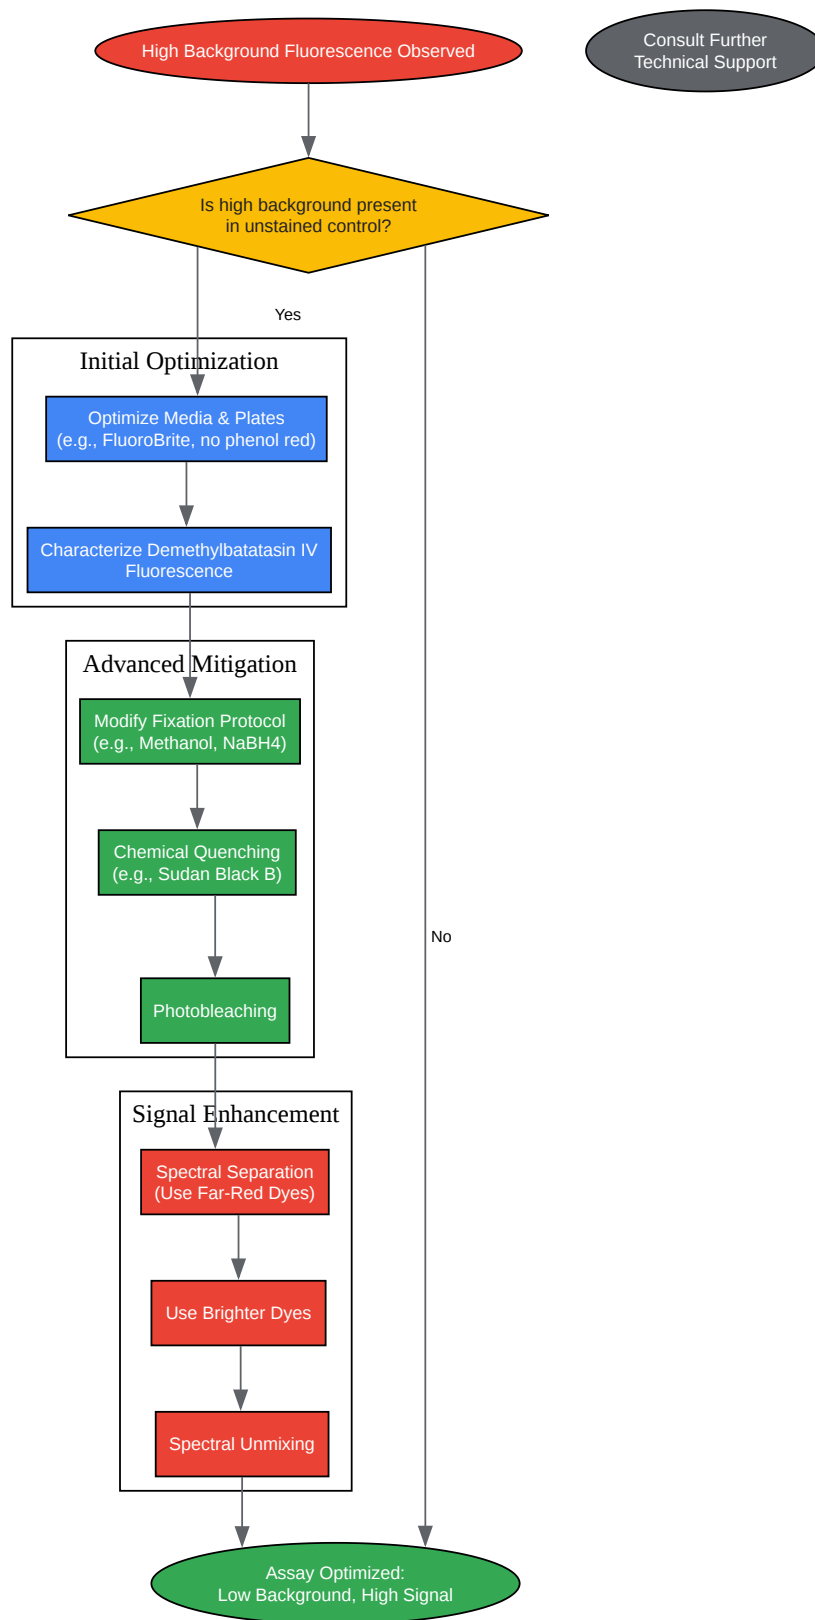 High Background Fluorescence Observed
Consult Further
Technical Support
Is high background present
in unstained control?
Yes
Initial Optimization
Optimize Media & Plates
(e.g., FluoroBrite, no phenol red)
Characterize Demethylbatatasin IV
Fluorescence
Advanced Mitigation
Modify Fixation Protocol
(e.g., Methanol, NaBH4)
Chemical Quenching
(e.g., Sudan Black B)
No
Photobleaching
Signal Enhancement
Spectral Separation
(Use Far-Red Dyes)
Use Brighter Dyes
Spectral Unmixing
Assay Optimized:
Low Background, High Signal